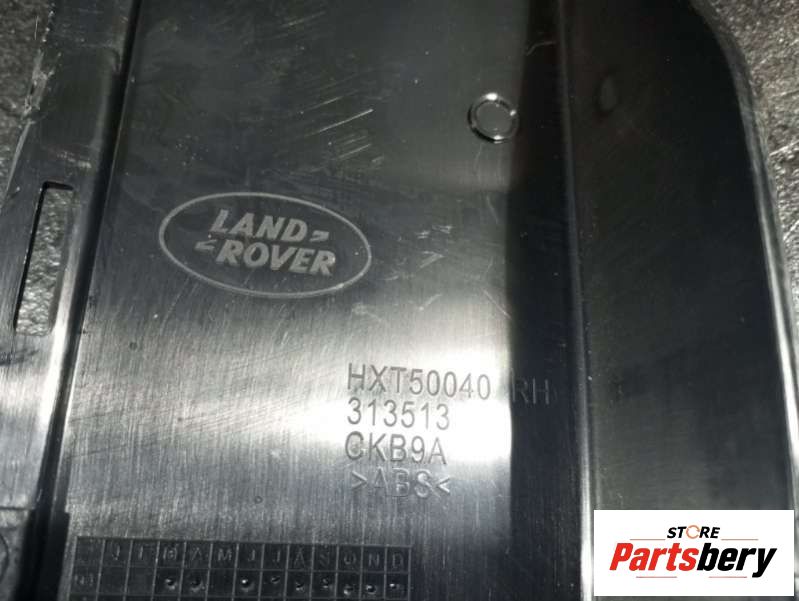 LAND
ROVER
HXT50040 RH
313513
CKB9A
>ABS<
J F M A M J J A S O N D
STORE
Partsbery